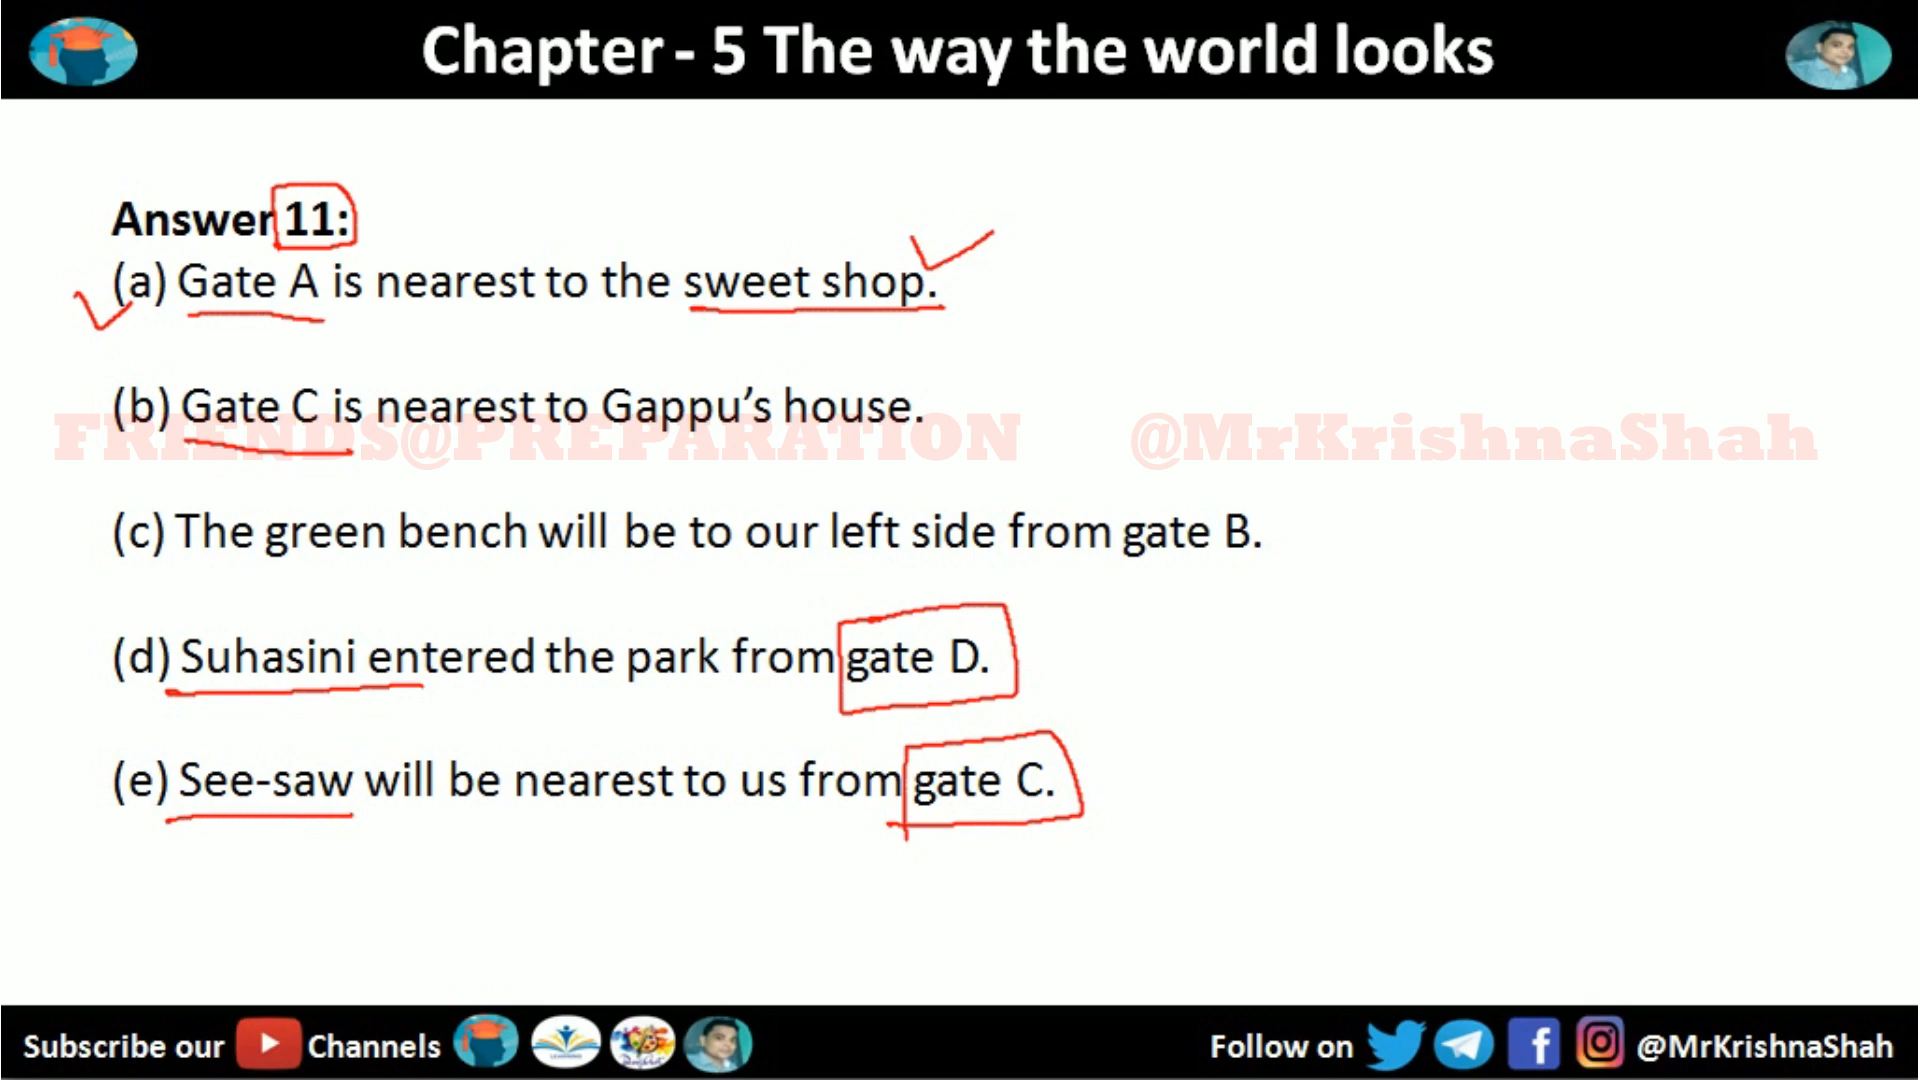 Chapter - 5 The way the world looks
Answer 11:
(a) Gate A is nearest to the sweet shop.
(b) Gate C is nearest to Gappu’s house.
FRIENDS@PREPARATION @MrKrishnaShah
(c) The green bench will be to our left side from gate B.
(d) Suhasini entered the park from gate D.
(e) See-saw will be nearest to us from gate C.
Subscribe our Channels Follow on @MrKrishnaShah